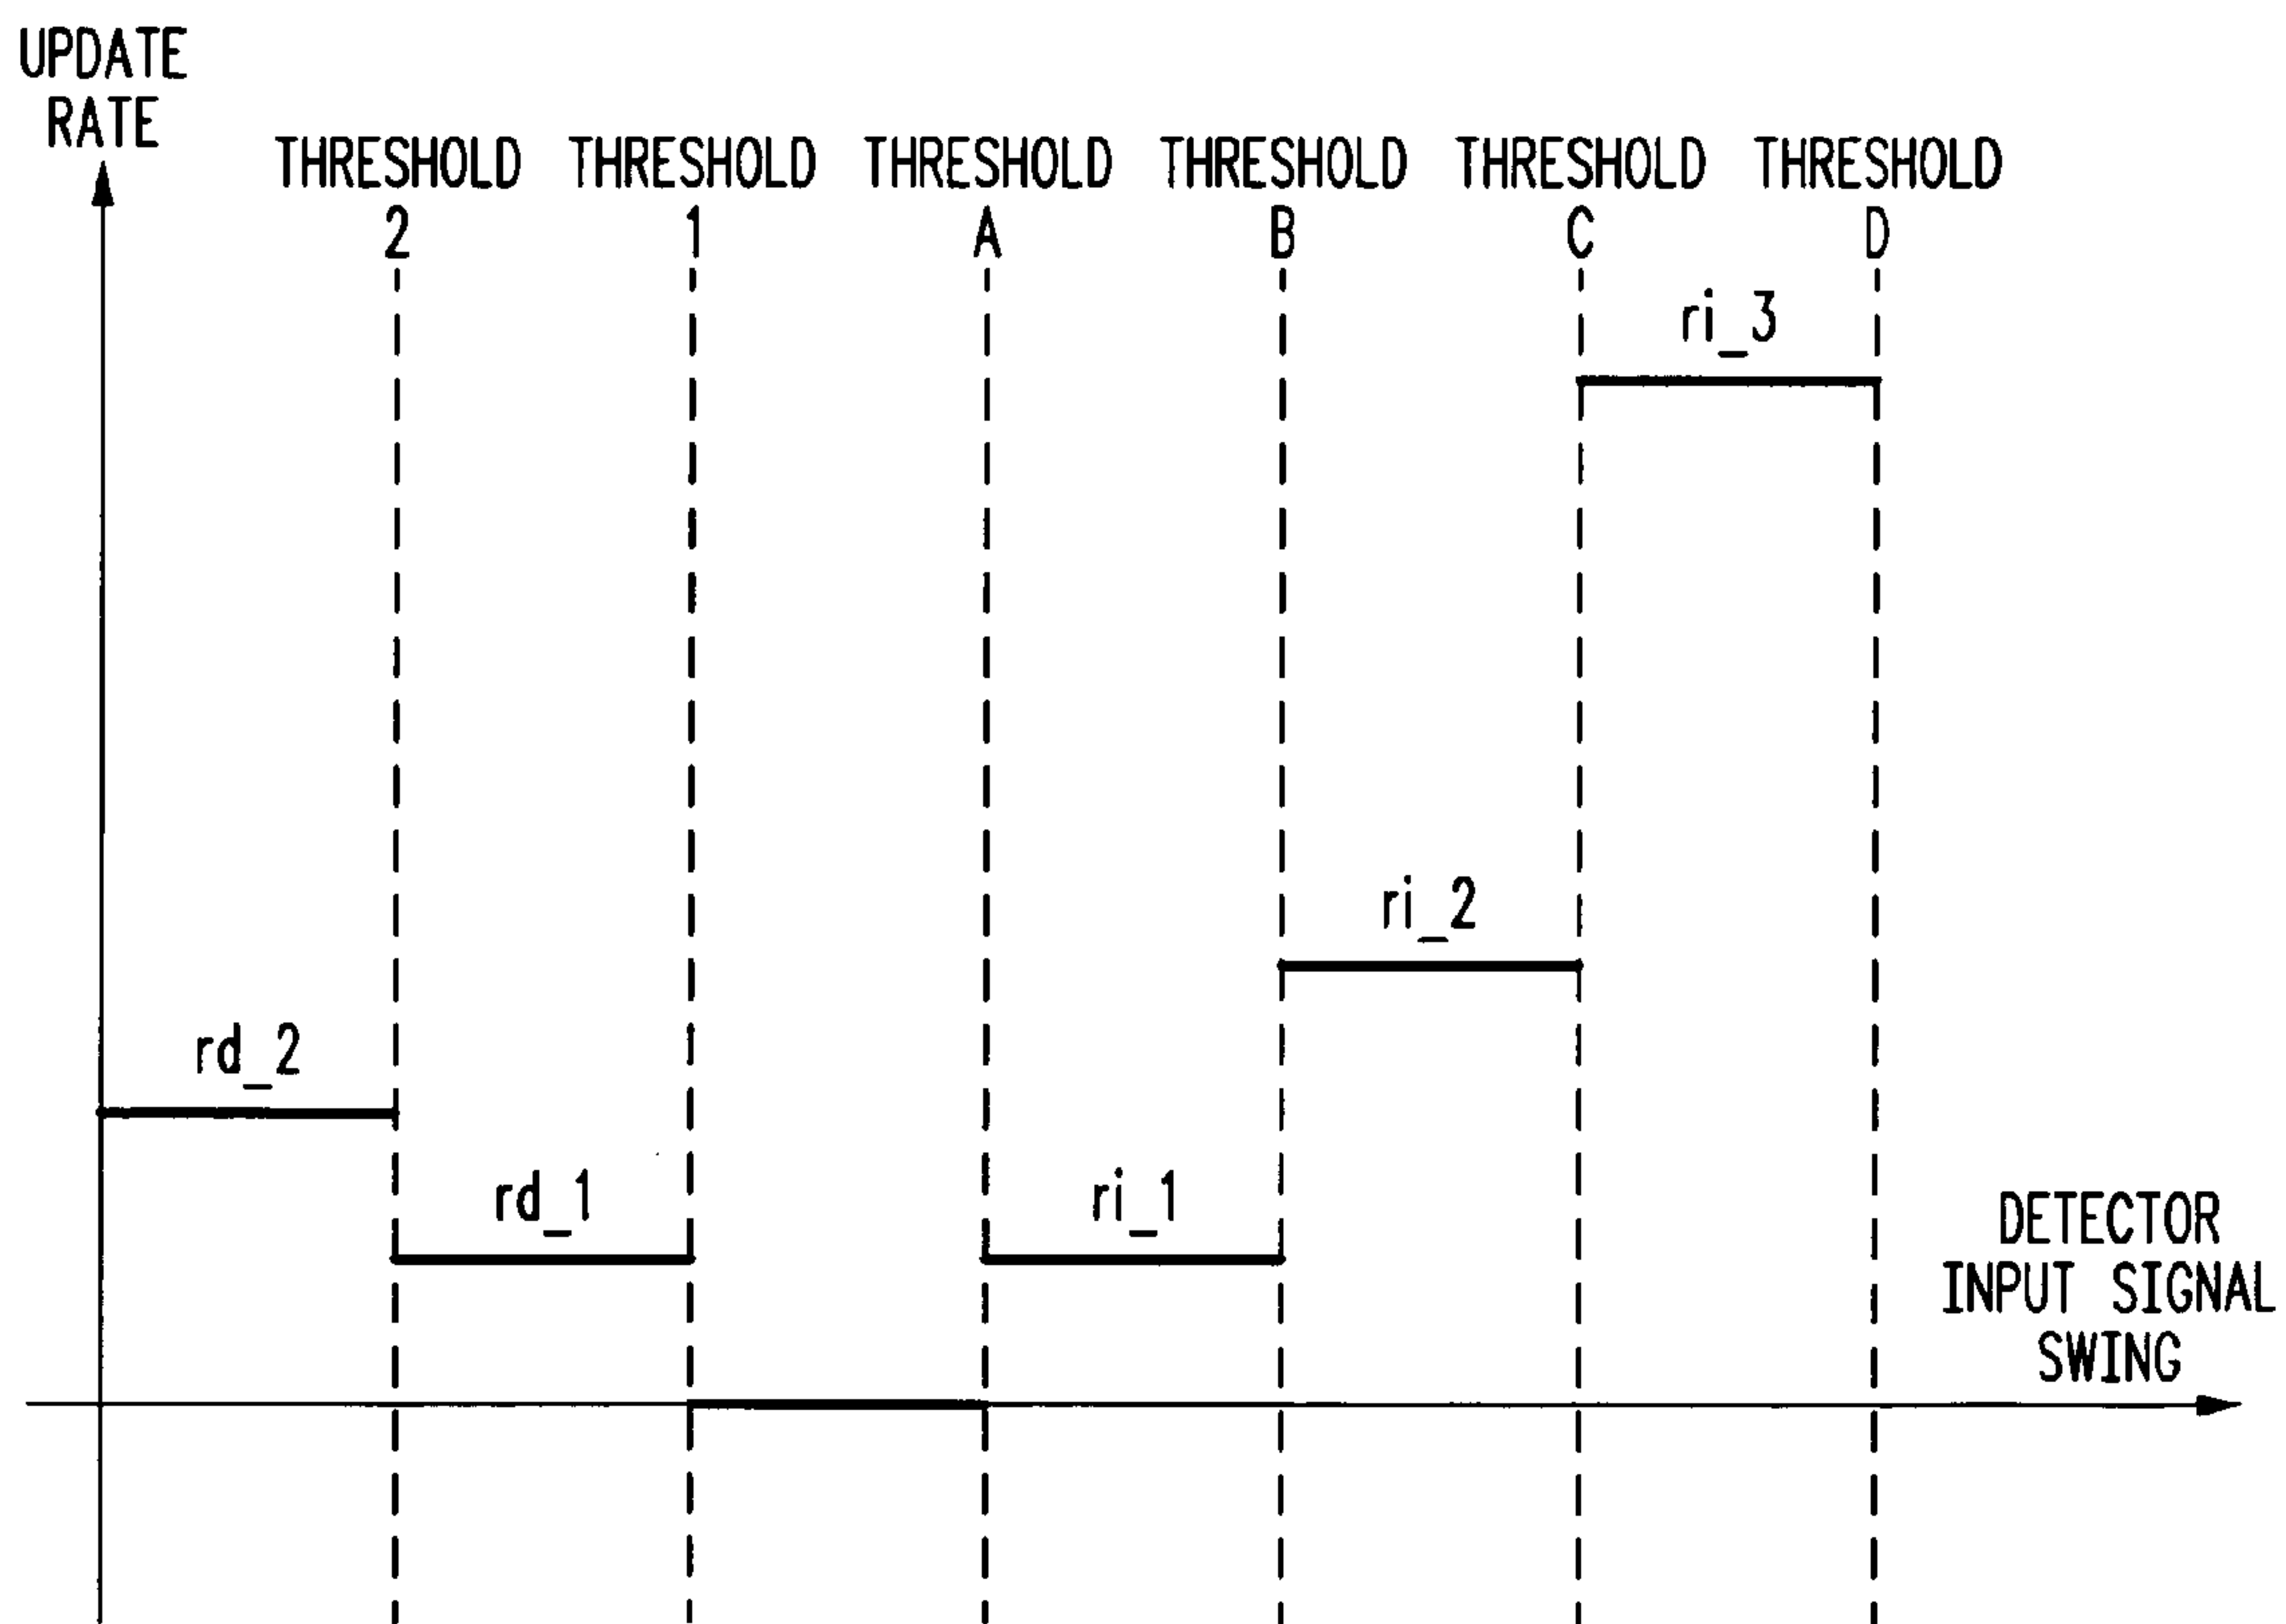 UPDATE
RATE
THRESHOLD THRESHOLD THRESHOLD THRESHOLD THRESHOLD THRESHOLD
2 1 A B C D
ri_3
ri_2
rd_2
rd_1 ri_1
DETECTOR
INPUT SIGNAL
SWING